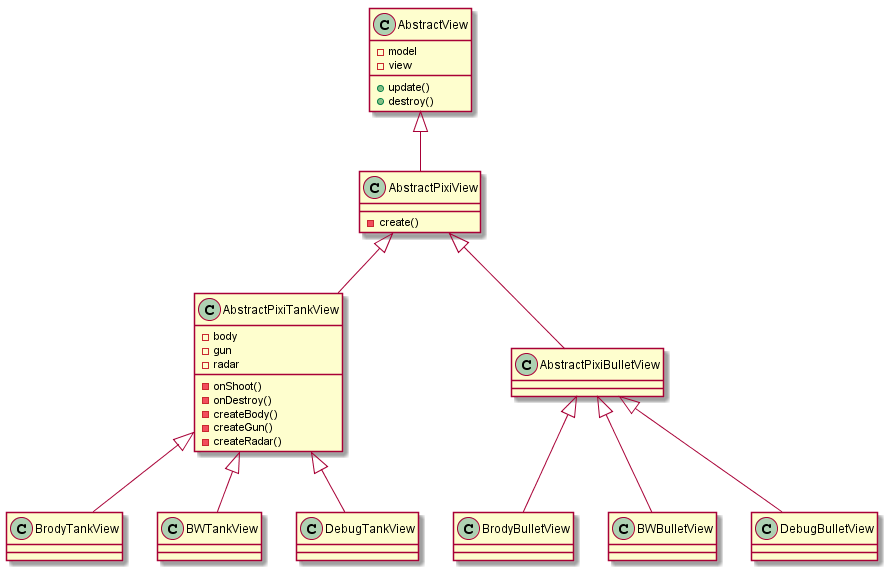 C AbstractView
model
view
update()
destroy()
C AbstractPixiView
create()
C AbstractPixiTankView
body
gun
radar
onShoot()
onDestroy()
createBody()
createGun()
createRadar()
C AbstractPixiBulletView
C BrodyTankView
C BWTankView
C DebugTankView
C BrodyBulletView
C BWBulletView
C DebugBulletView